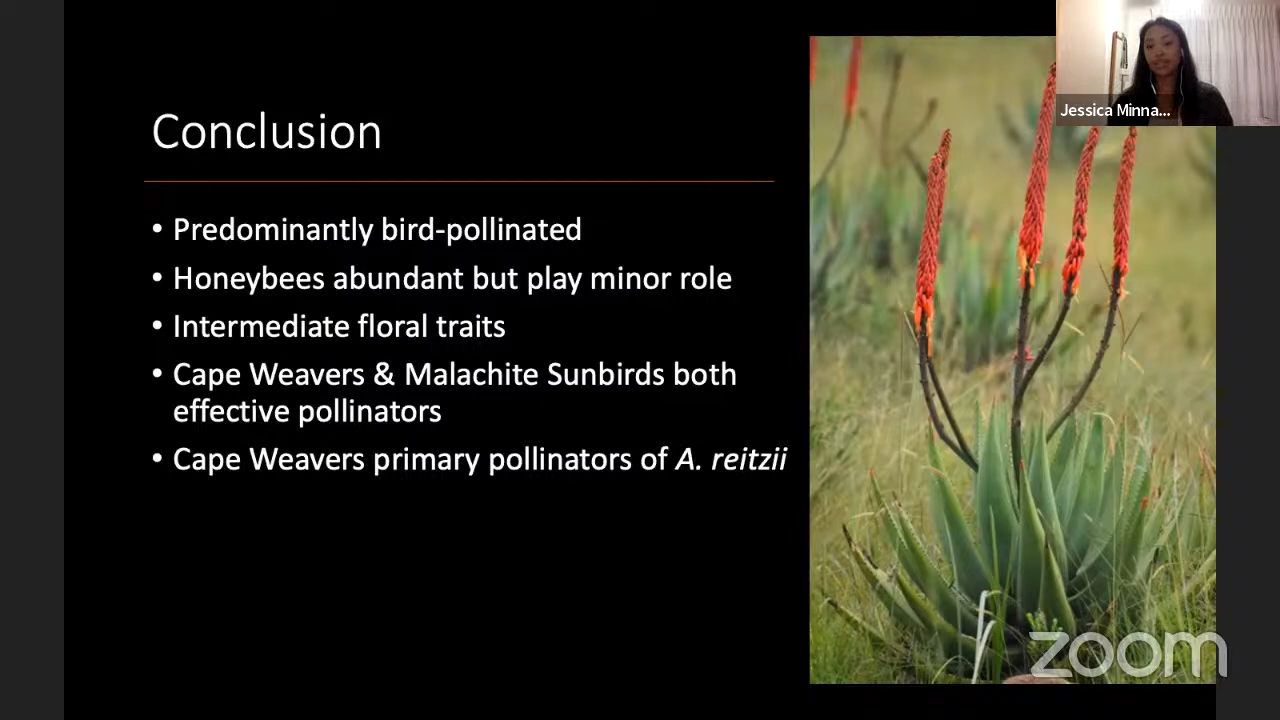 Jessica Minna...
Conclusion
• Predominantly bird-pollinated
• Honeybees abundant but play minor role
• Intermediate floral traits
• Cape Weavers & Malachite Sunbirds both
effective pollinators
• Cape Weavers primary pollinators of A. reitzii
zoom